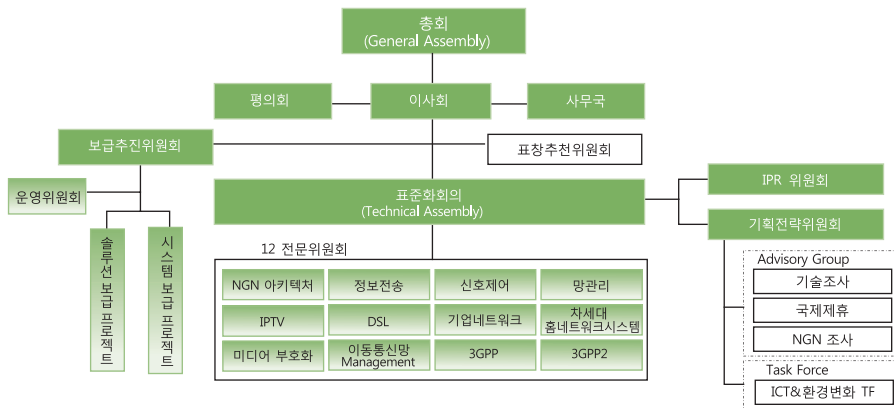 총회
(General Assembly)
평의회
이사회
사무국
보급추진위원회
표창추천위원회
운영위원회
표준화회의
(Technical Assembly)
IPR 위원회
기획전략위원회
솔루션 보급 프로젝트
시스템 보급 프로젝트
12 전문위원회
NGN 아키텍처
정보전송
신호제어
망관리
IPTV
DSL
기업네트워크
차세대
홈네트워크시스템
미디어 부호화
이동통신망
Management
3GPP
3GPP2
Advisory Group
기술조사
국제제휴
NGN 조사
Task Force
ICT&환경변화 TF